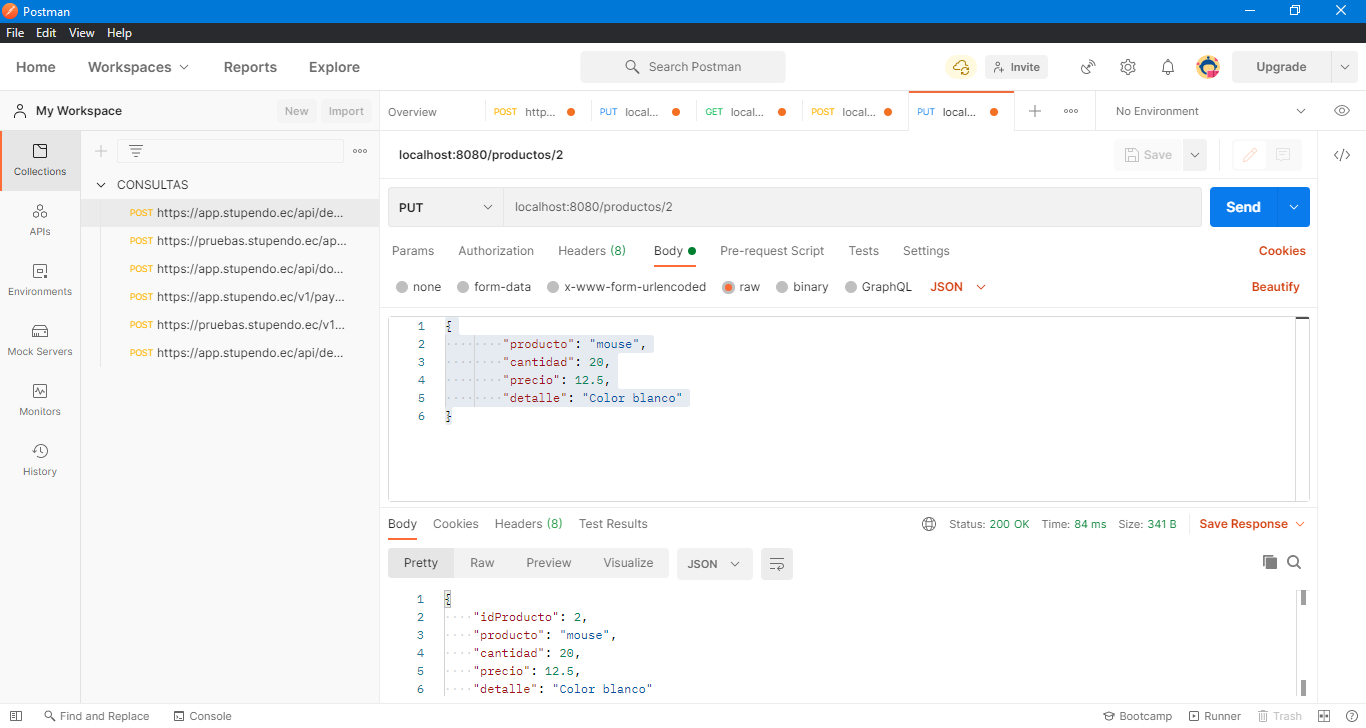 Postman
File Edit View Help
Home Workspaces Reports Explore Search Postman Invite Upgrade
My Workspace New Import
Overview POST http... PUT local... GET local... POST local... PUT local... No Environment
Collections
APIs
Environments
Mock Servers
Monitors
History
CONSULTAS
POST https://app.stupendo.ec/api/de...
POST https://pruebas.stupendo.ec/ap...
POST https://app.stupendo.ec/api/do...
POST https://app.stupendo.ec/v1/pay...
POST https://pruebas.stupendo.ec/v1...
POST https://app.stupendo.ec/api/de...
localhost:8080/productos/2 Save
PUT localhost:8080/productos/2 Send
Params Authorization Headers (8) Body Pre-request Script Tests Settings Cookies
none form-data x-www-form-urlencoded raw binary GraphQL JSON Beautify
1 {
2 "producto": "mouse",
3 "cantidad": 20,
4 "precio": 12.5,
5 "detalle": "Color blanco"
6 }
Body Cookies Headers (8) Test Results Status: 200 OK Time: 84 ms Size: 341 B Save Response
Pretty Raw Preview Visualize JSON
1 {
2 "idProducto": 2,
3 "producto": "mouse",
4 "cantidad": 20,
5 "precio": 12.5,
6 "detalle": "Color blanco"
Find and Replace Console Bootcamp Runner Trash